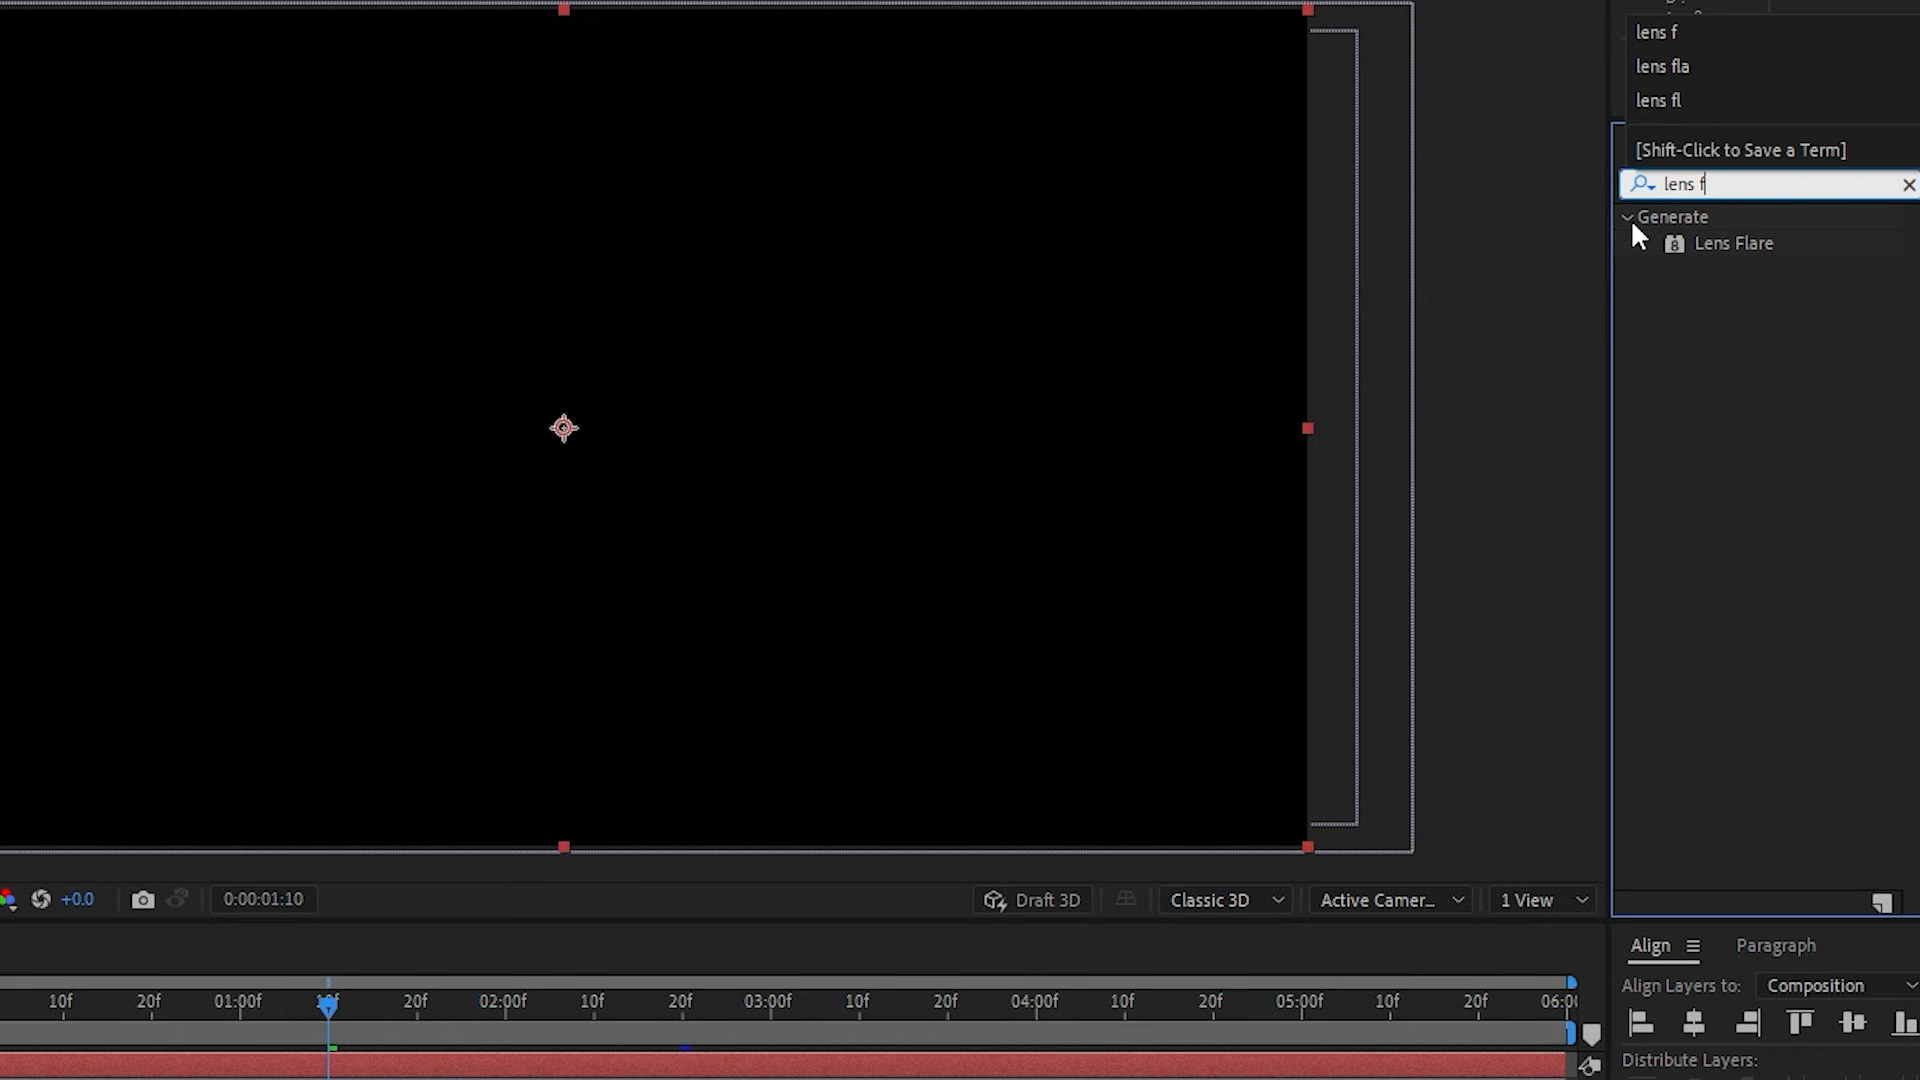 lens f
lens fla
lens fl
[Shift-Click to Save a Term]
lens f
Generate
8 Lens Flare
+0.0 0:00:01:10 Draft 3D Classic 3D Active Camer... 1 View
Align Paragraph
Align Layers to: Composition
10f 20f 01:00f 20f 02:00f 10f 20f 03:00f 10f 20f 04:00f 10f 20f 05:00f 10f 20f 06:0
Distribute Layers: